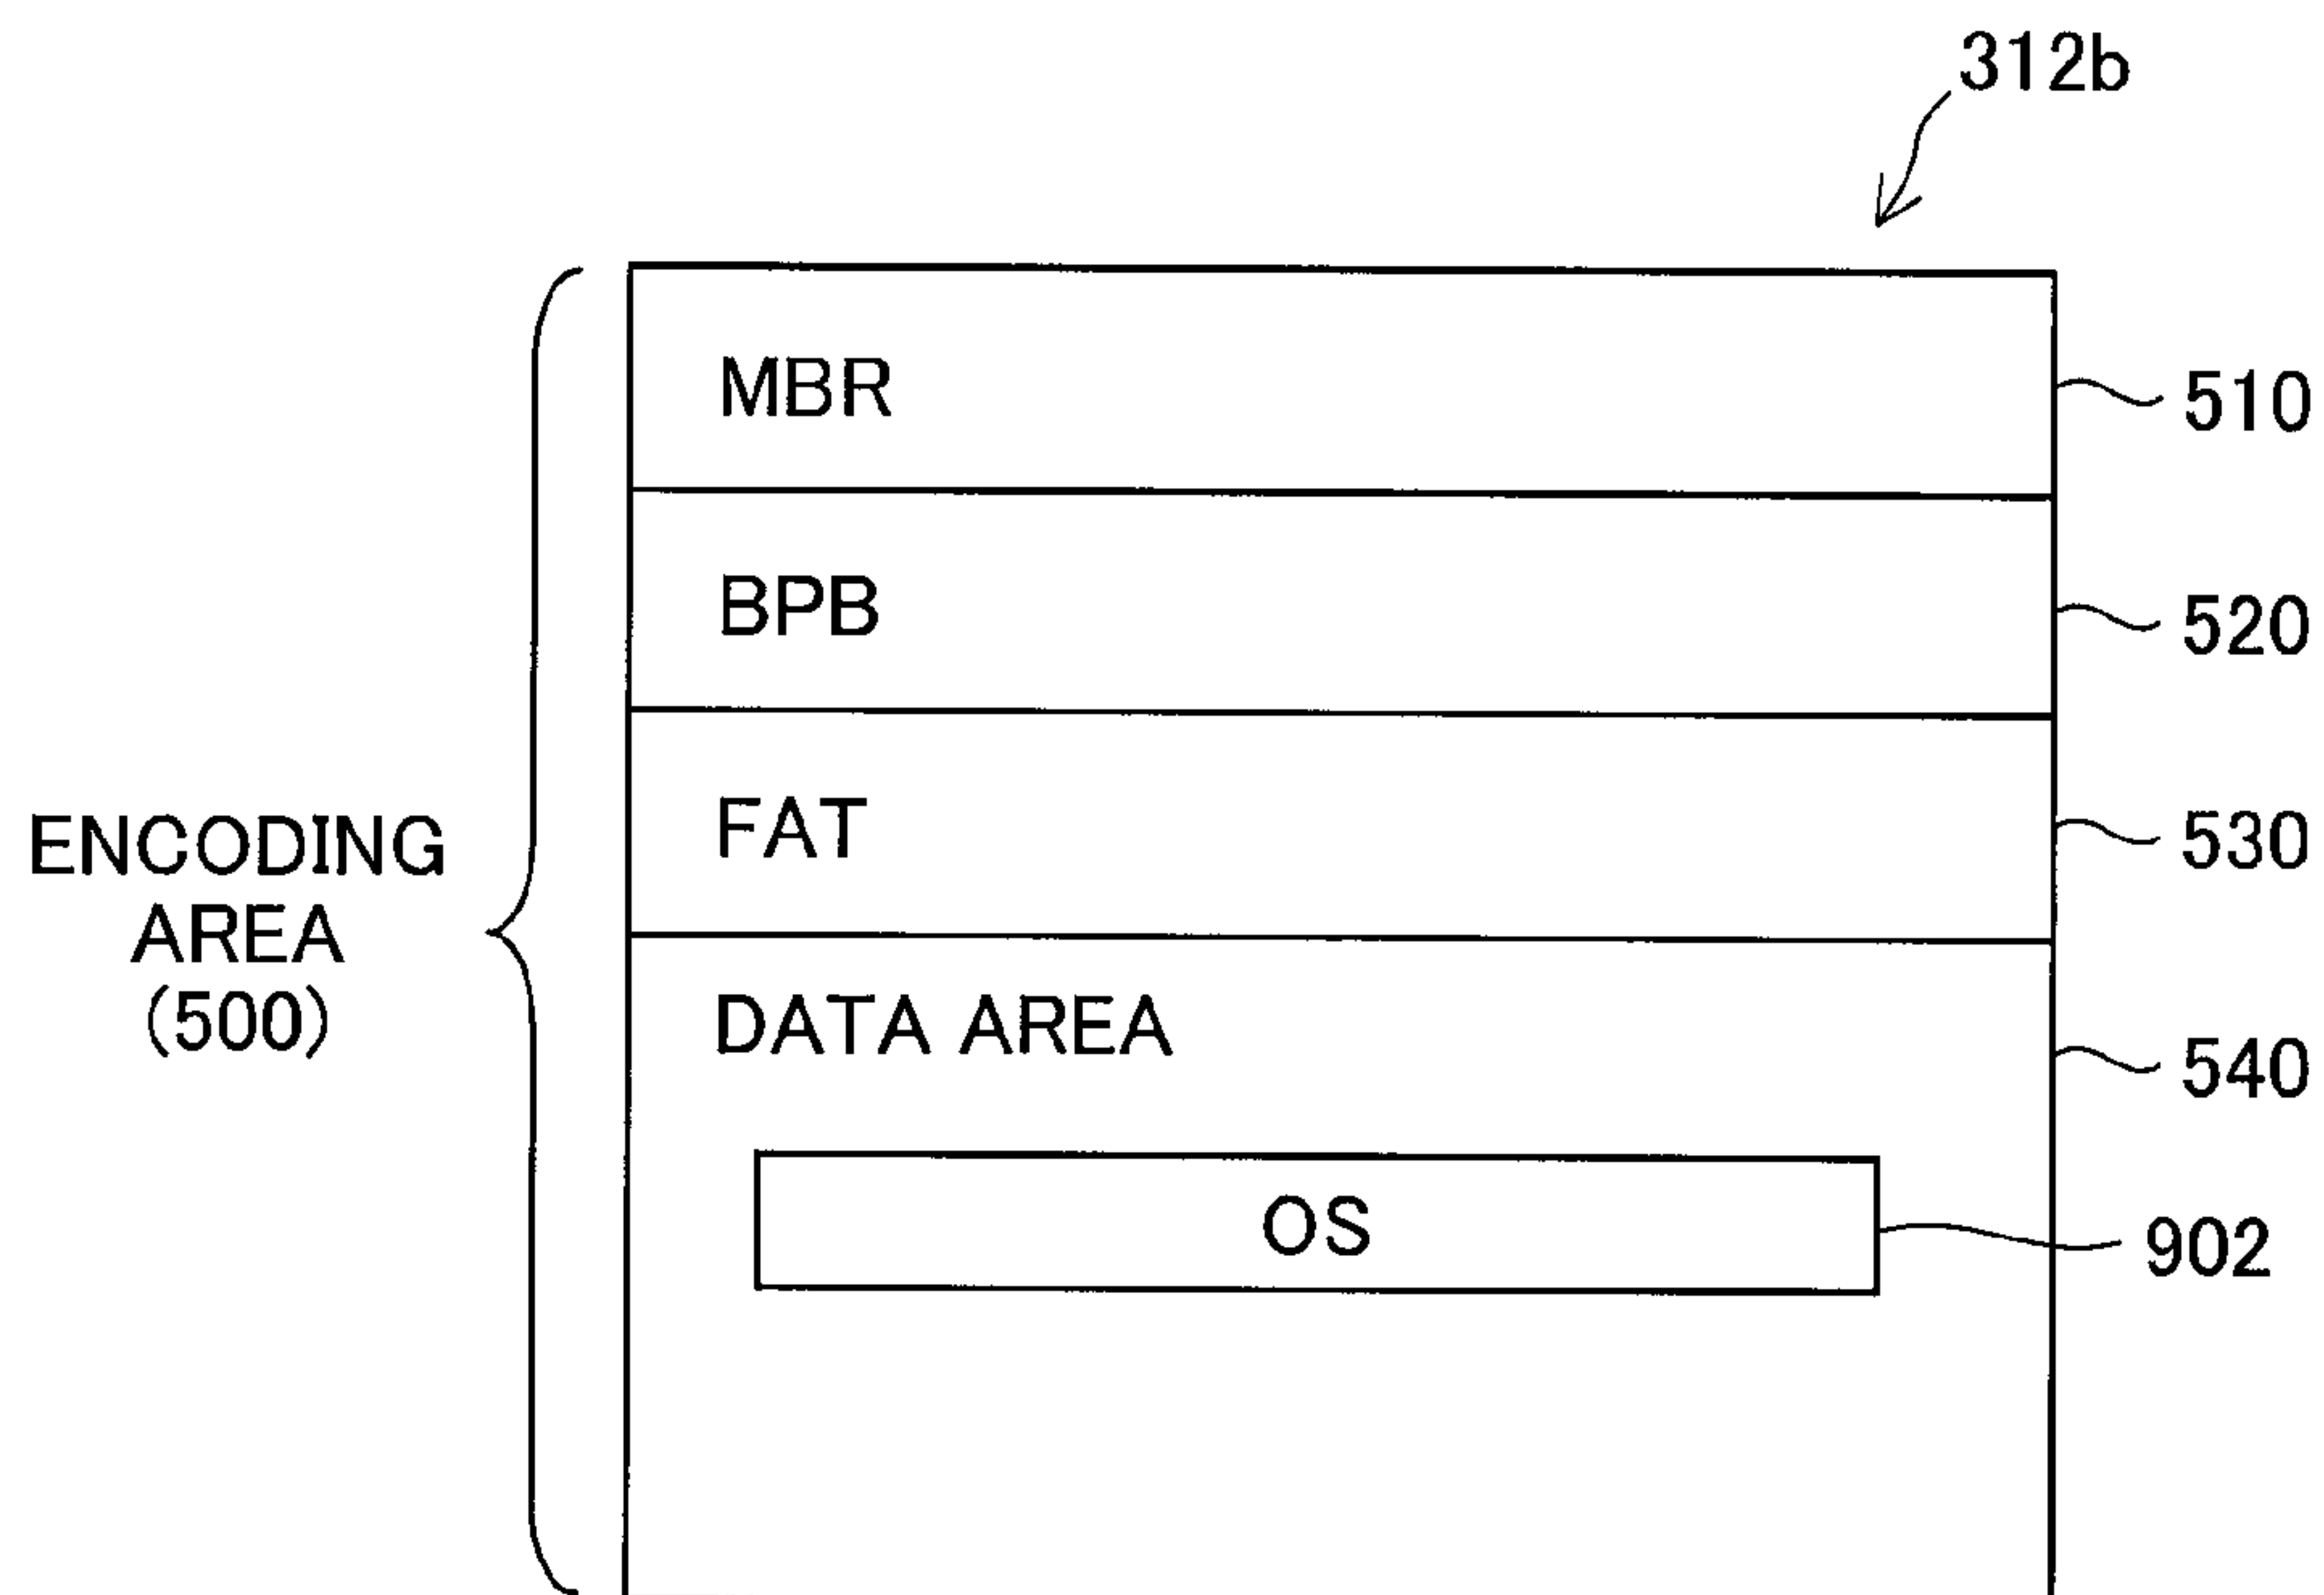 312b
MBR
510
BPB
520
FAT
530
ENCODING
AREA
(500)
DATA AREA
540
OS
902